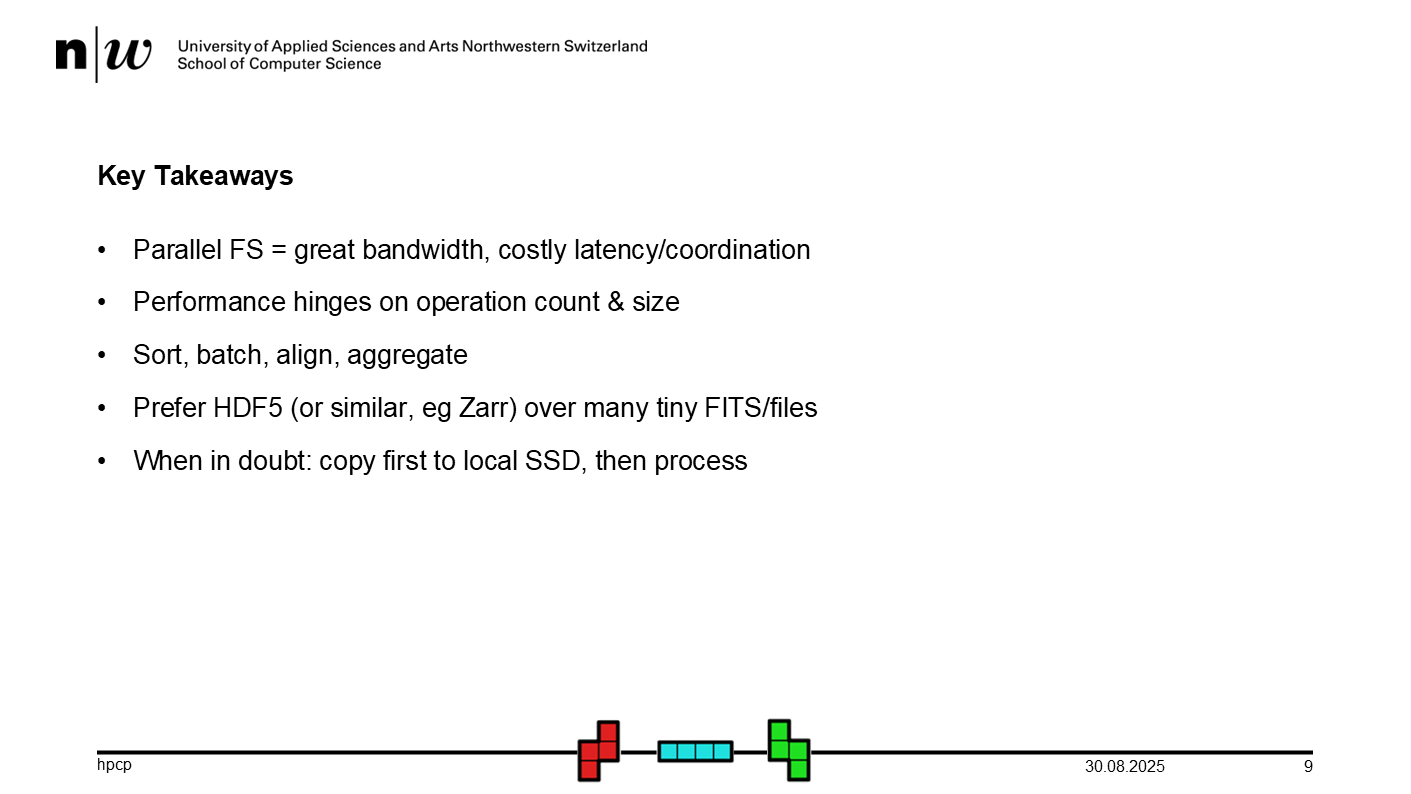 n|w University of Applied Sciences and Arts Northwestern Switzerland
School of Computer Science
Key Takeaways
• Parallel FS = great bandwidth, costly latency/coordination
• Performance hinges on operation count & size
• Sort, batch, align, aggregate
• Prefer HDF5 (or similar, eg Zarr) over many tiny FITS/files
• When in doubt: copy first to local SSD, then process
hpcp 30.08.2025 9